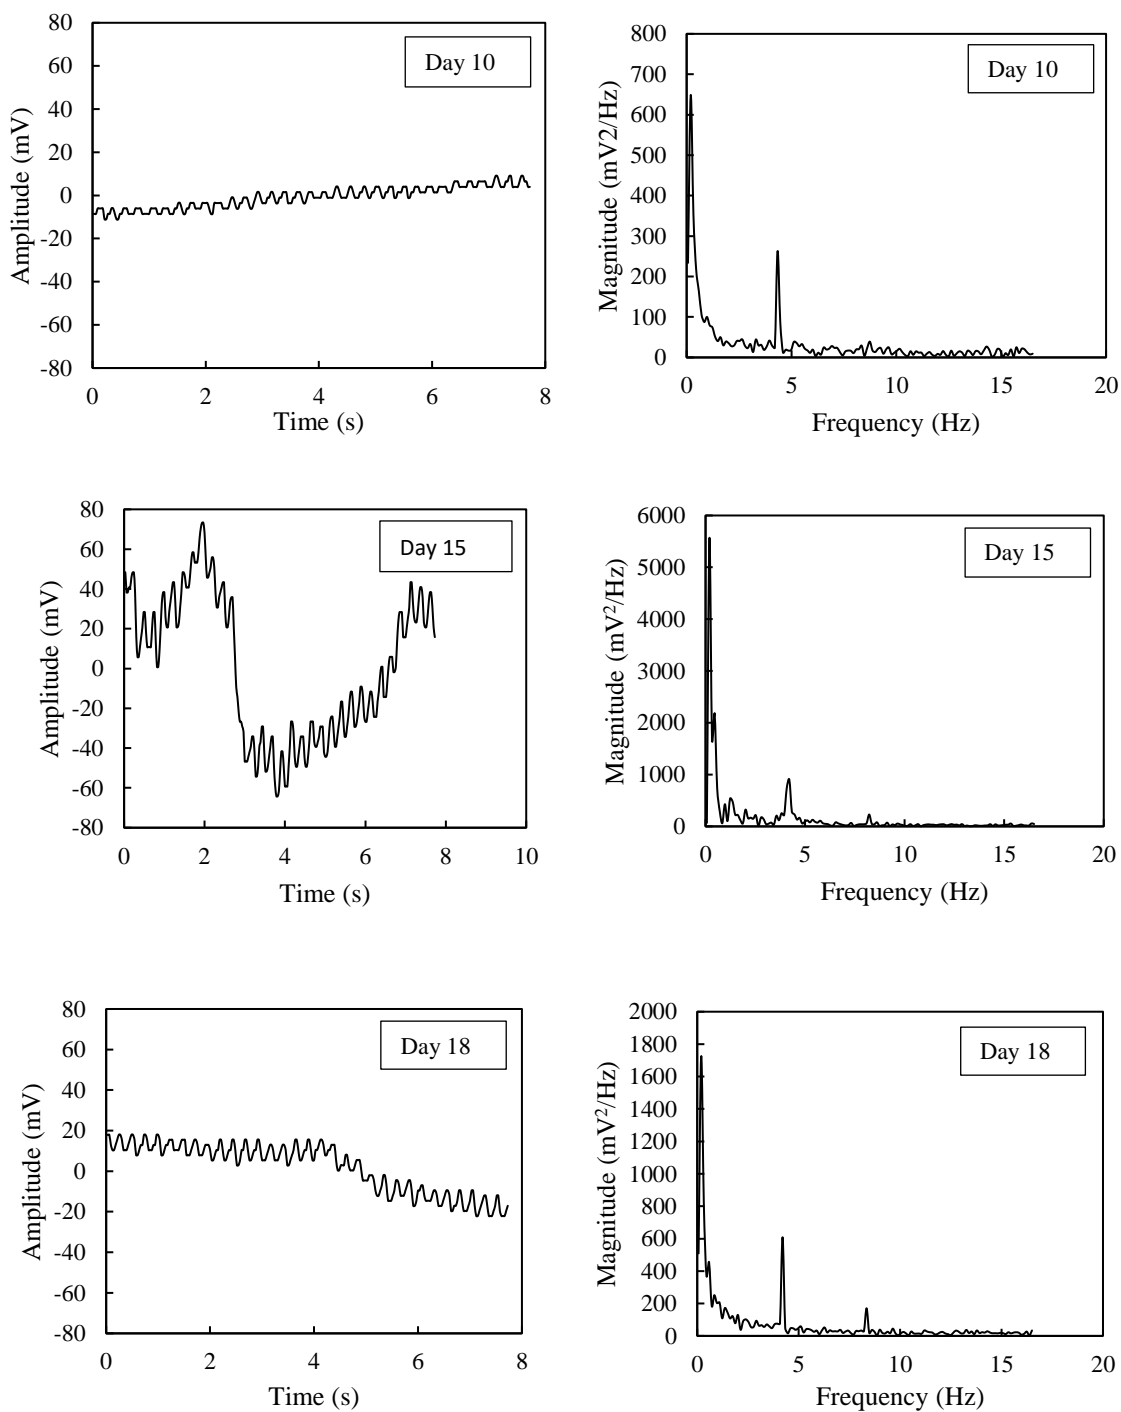 80
60
40
20
0
-20
-40
-60
-80
Amplitude (mV)
Day 10
0 2 4 6 8
Time (s)
800
700
600
500
400
300
200
100
0
Magnitude (mV2/Hz)
Day 10
0 5 10 15 20
Frequency (Hz)
80
60
40
20
0
-20
-40
-60
-80
Amplitude (mV)
Day 15
0 2 4 6 8 10
Time (s)
6000
5000
4000
3000
2000
1000
0
Magnitude (mV²/Hz)
Day 15
0 5 10 15 20
Frequency (Hz)
80
60
40
20
0
-20
-40
-60
-80
Amplitude (mV)
Day 18
0 2 4 6 8
Time (s)
2000
1800
1600
1400
1200
1000
800
600
400
200
0
Magnitude (mV²/Hz)
Day 18
0 5 10 15 20
Frequency (Hz)